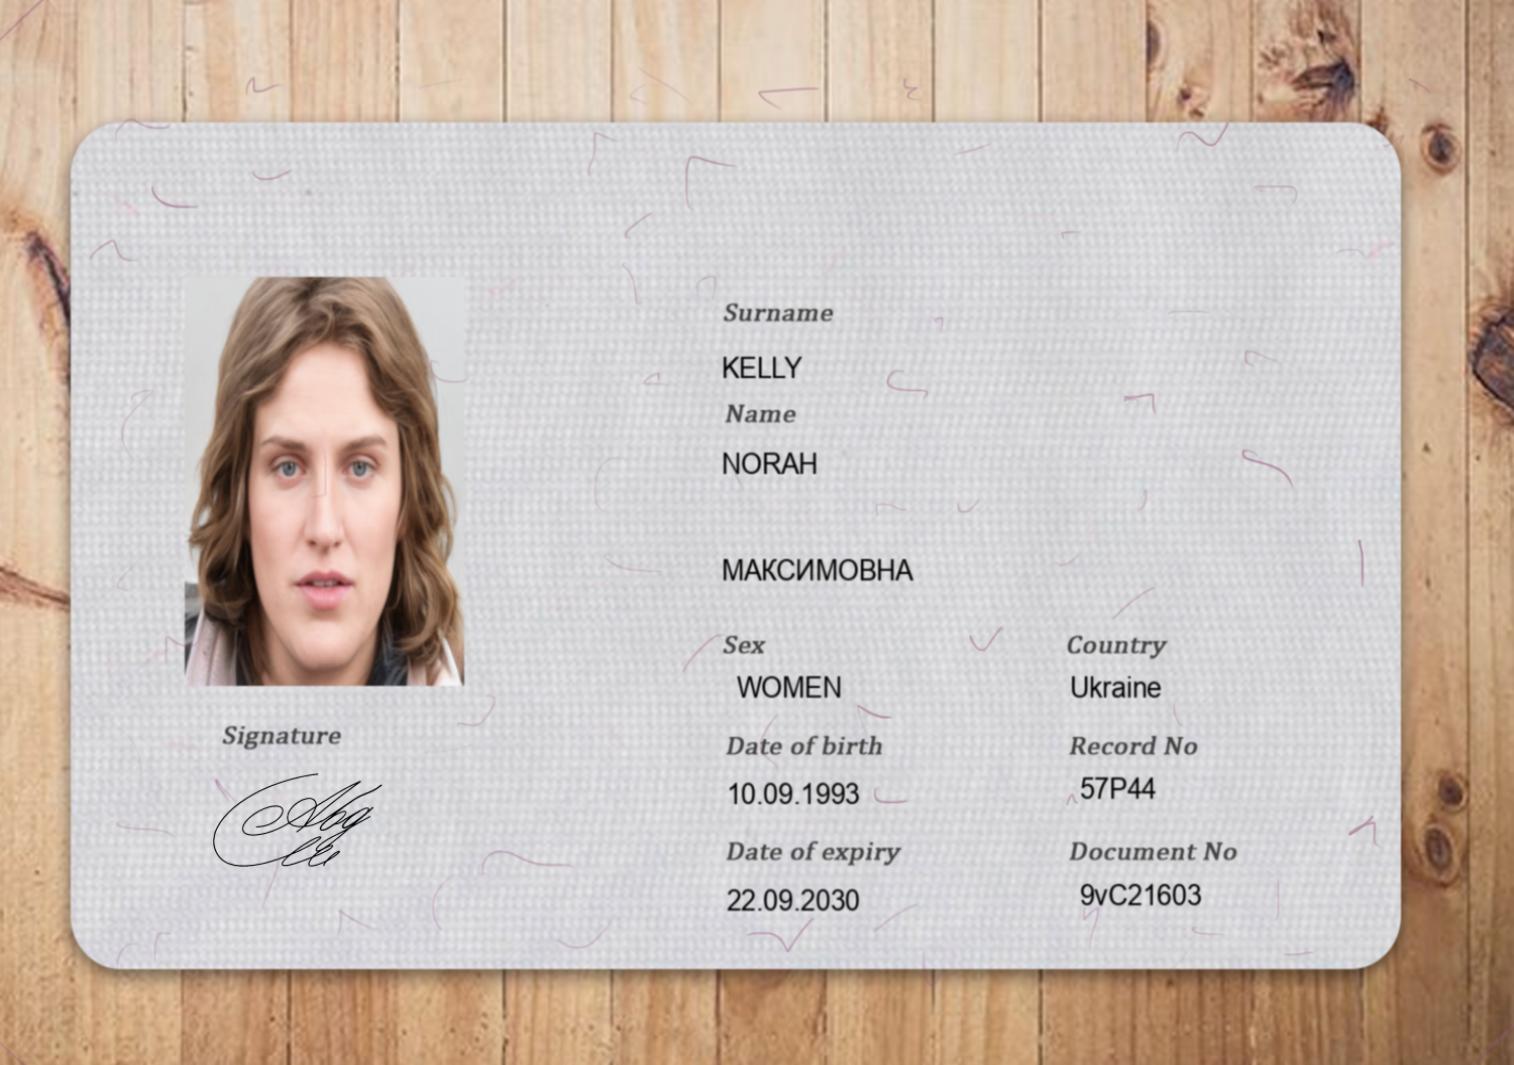 Surname
KELLY
Name
NORAH
МАКСИМОВНА
Sex
WOMEN
Country
Ukraine
Date of birth
10.09.1993
Record No
57P44
Date of expiry
22.09.2030
Document No
9vC21603
Signature